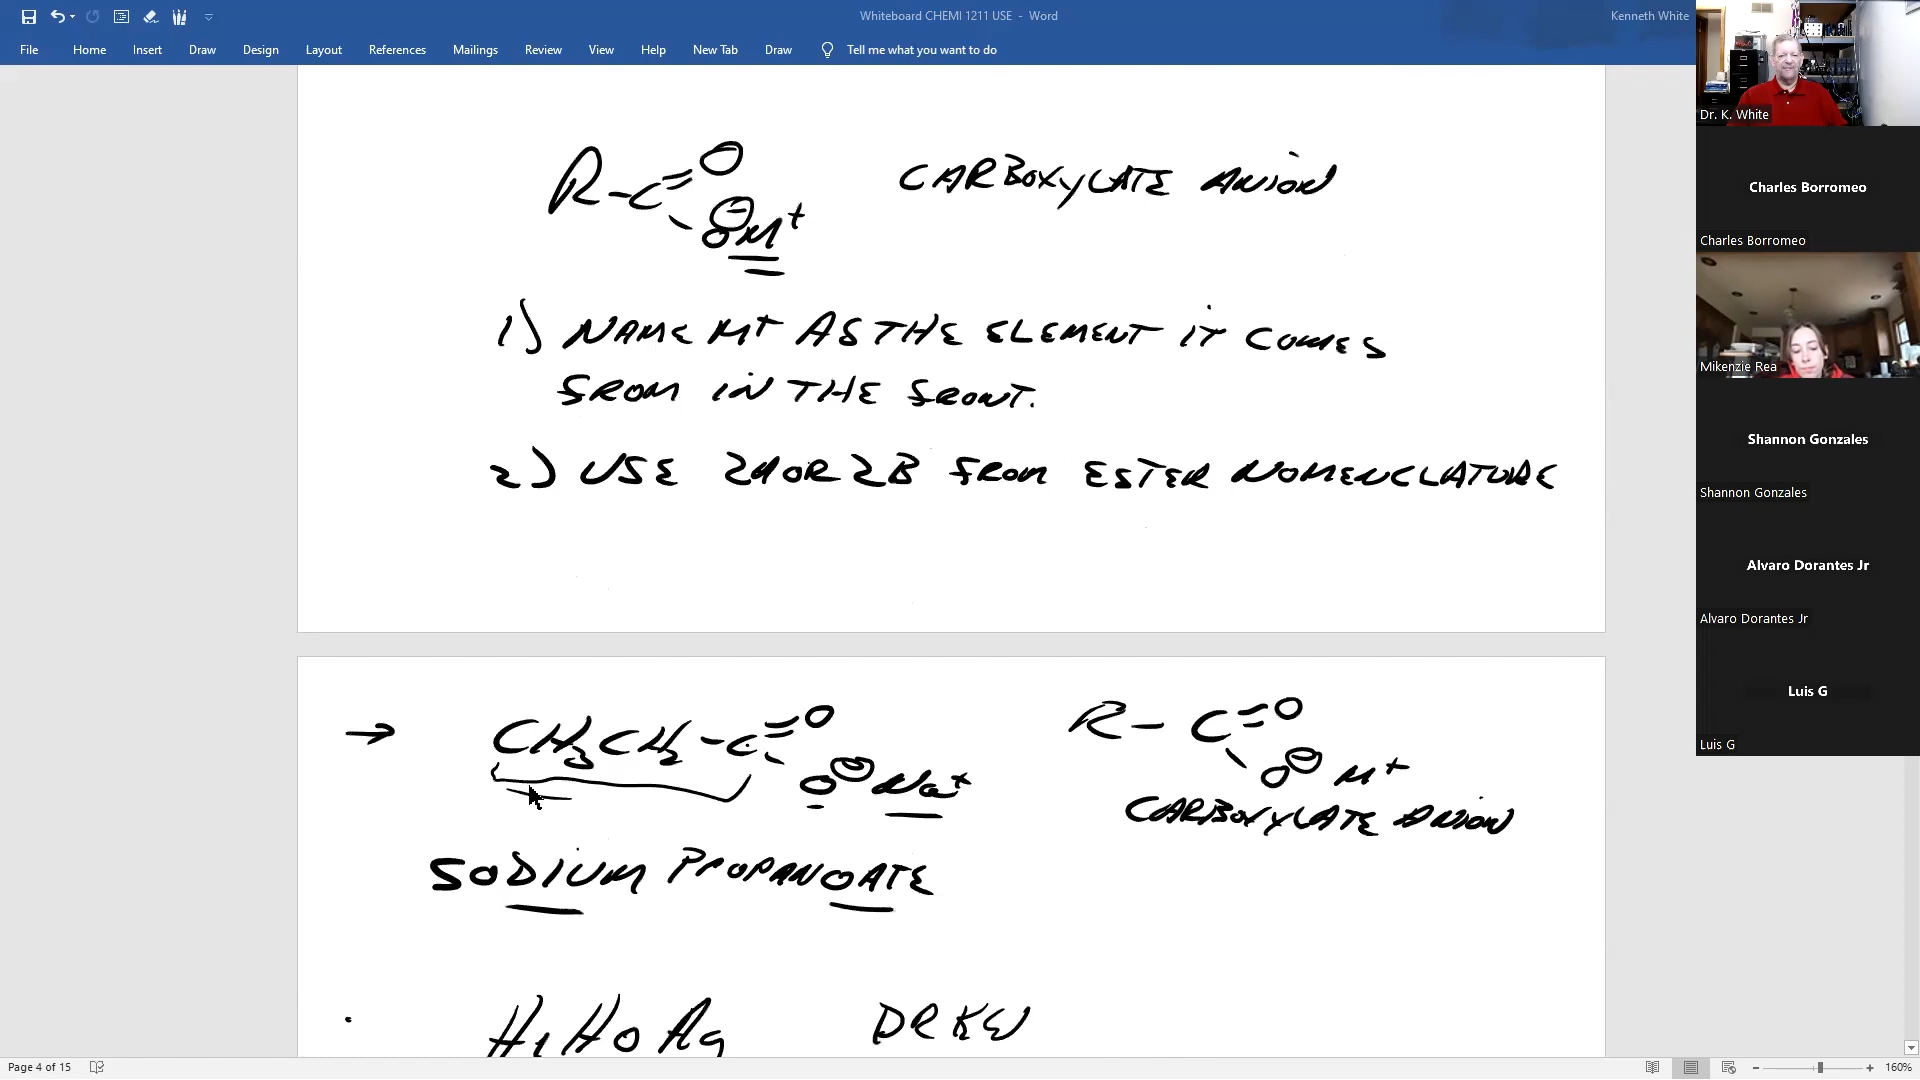 Whiteboard CHEMI 1211 USE - Word
Kenneth White
File Home Insert Draw Design Layout References Mailings Review View Help New Tab Draw Tell me what you want to do
R-C=O CARBOXYLATE ANION
-O⊖M+
1) NAME M+ AS THE ELEMENT IT COMES
FROM IN THE FRONT.
2) USE 2A OR 2B FROM ESTER NOMENCLATURE
→ CH3CH2-C=O R-C=O
O⊖Na+ O⊖M+
CARBOXYLATE ANION
SODIUM PROPANOATE
DRKW
Dr. K. White
Charles Borromeo
Charles Borromeo
Mikenzie Rea
Shannon Gonzales
Shannon Gonzales
Alvaro Dorantes Jr
Alvaro Dorantes Jr
Luis G
Luis G
Page 4 of 15
160%